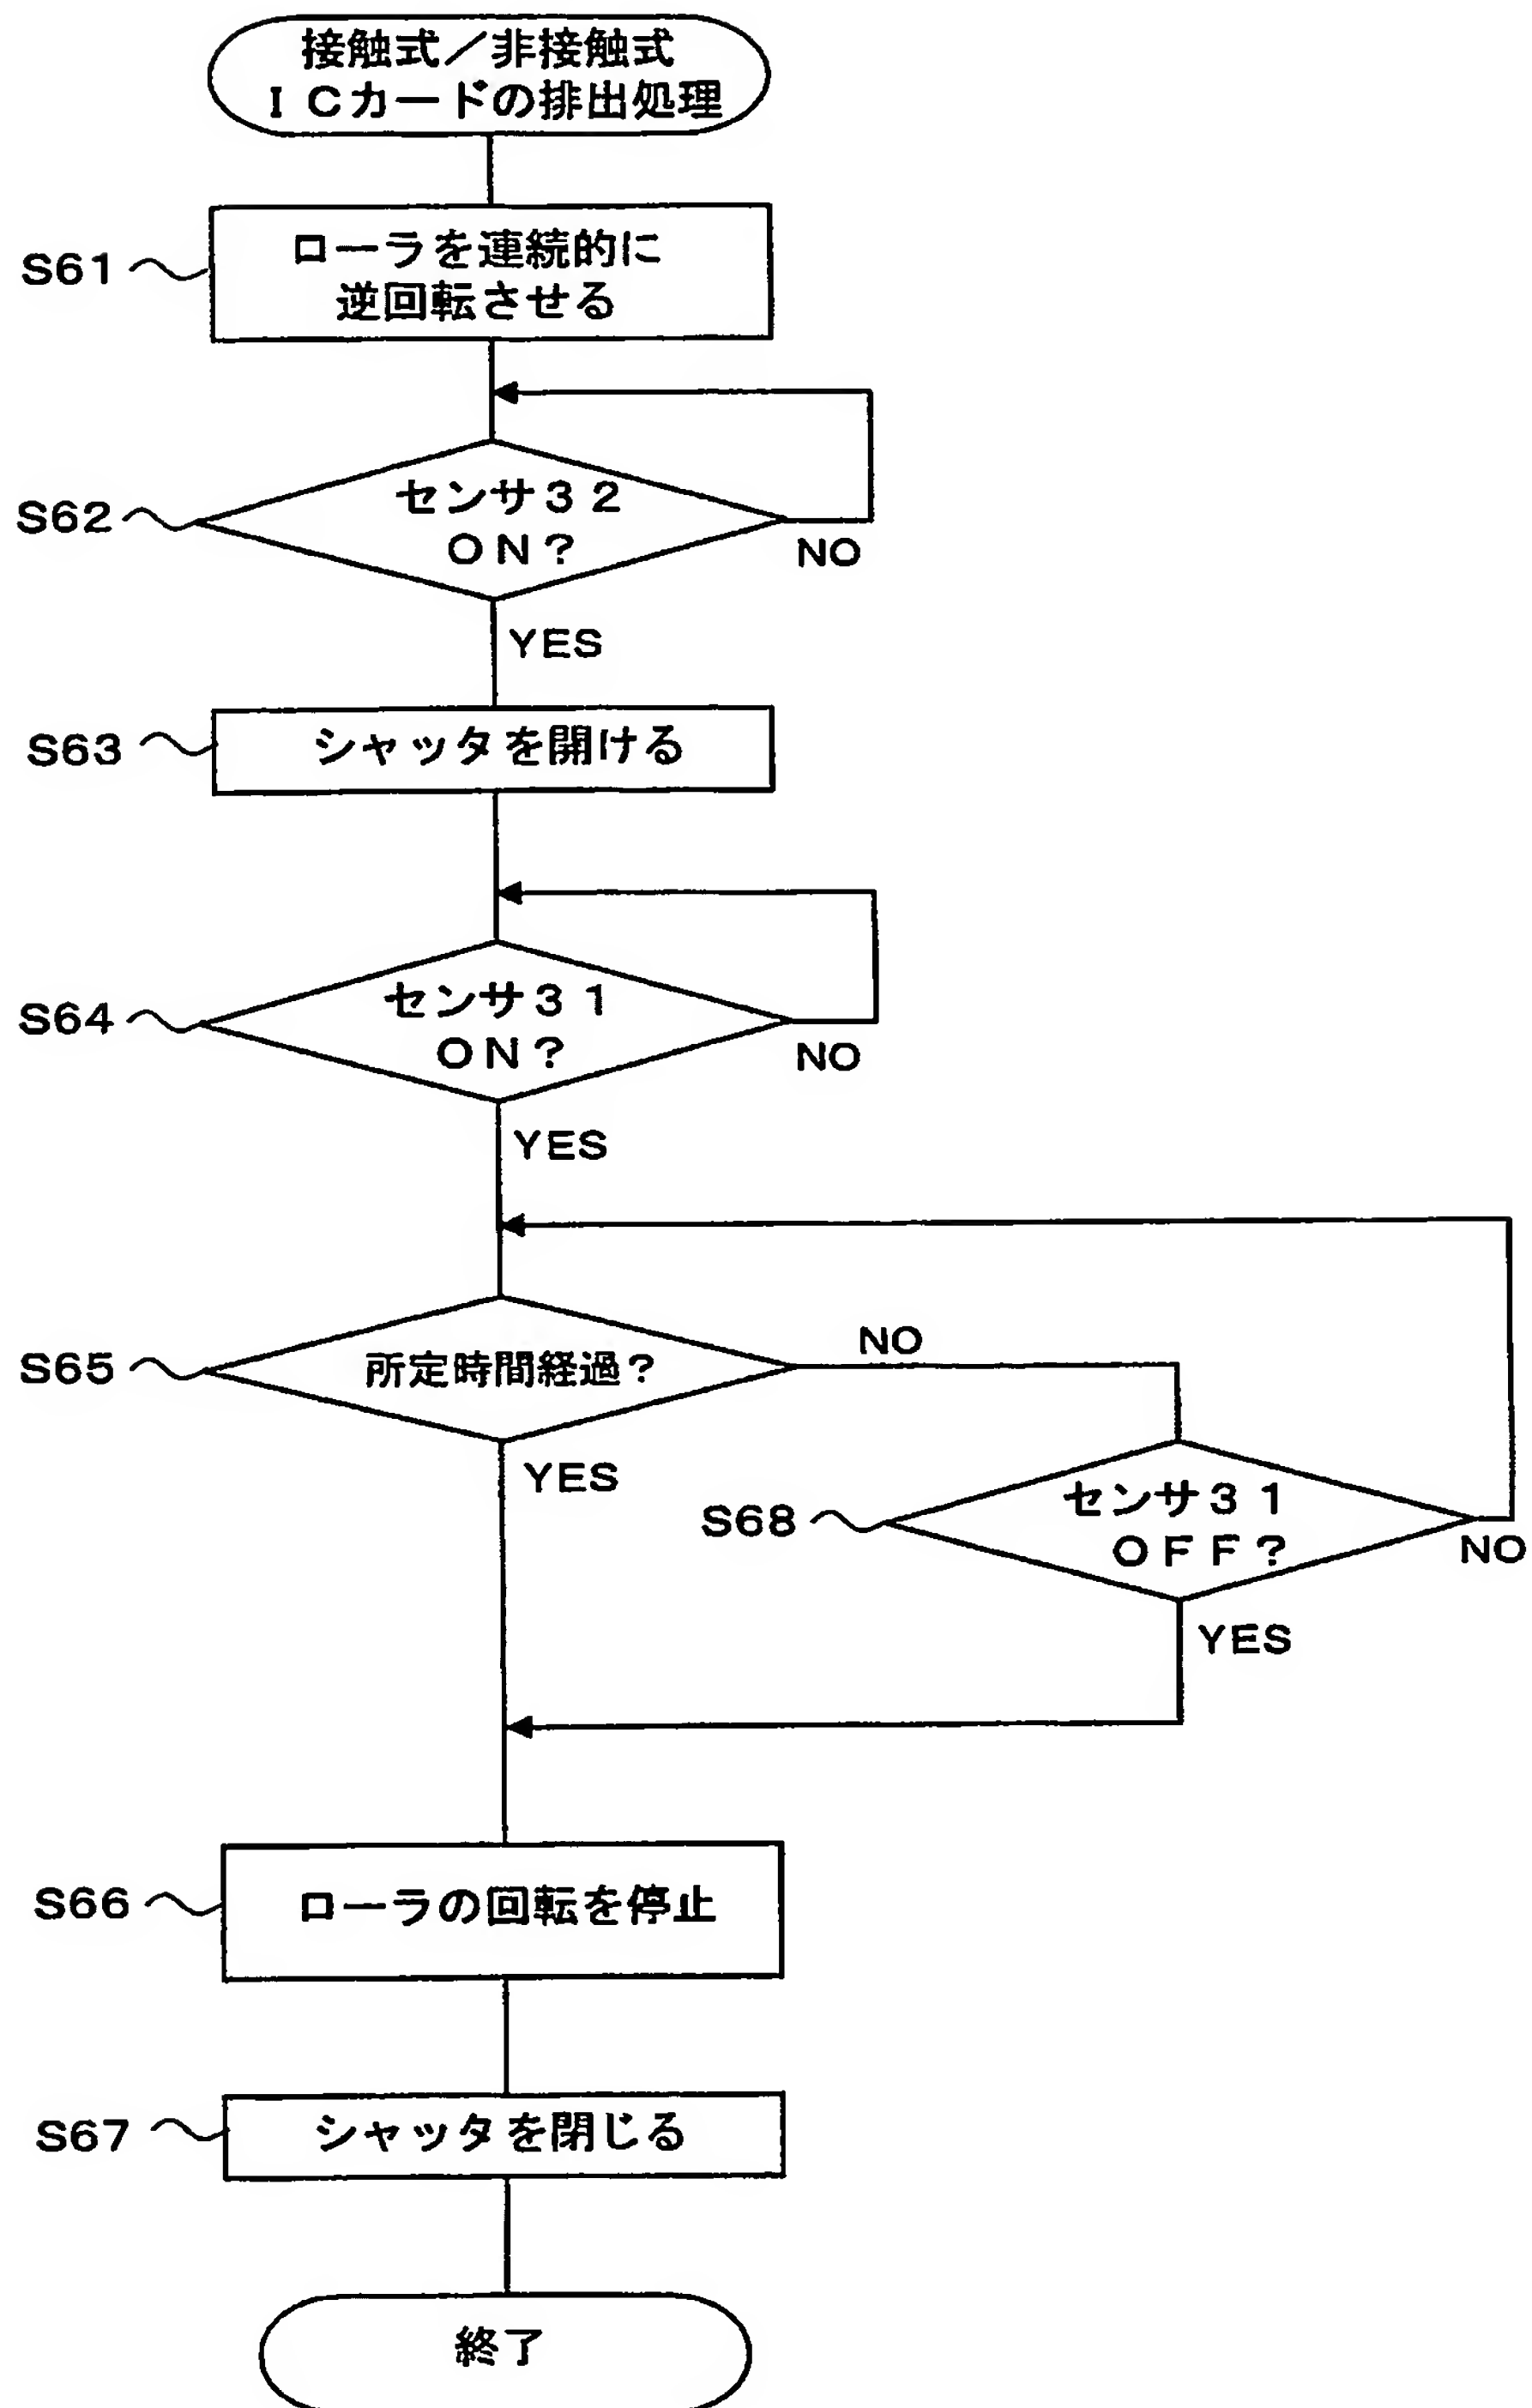 接触式／非接触式
ＩＣカードの排出処理
S61
ローラを連続的に
逆回転させる
S62
センサ３２
ＯＮ？
NO
YES
S63
シャッタを開ける
S64
センサ３１
ＯＮ？
NO
YES
S65
所定時間経過？
NO
YES
S68
センサ３１
ＯＦＦ？
NO
YES
S66
ローラの回転を停止
S67
シャッタを閉じる
終了